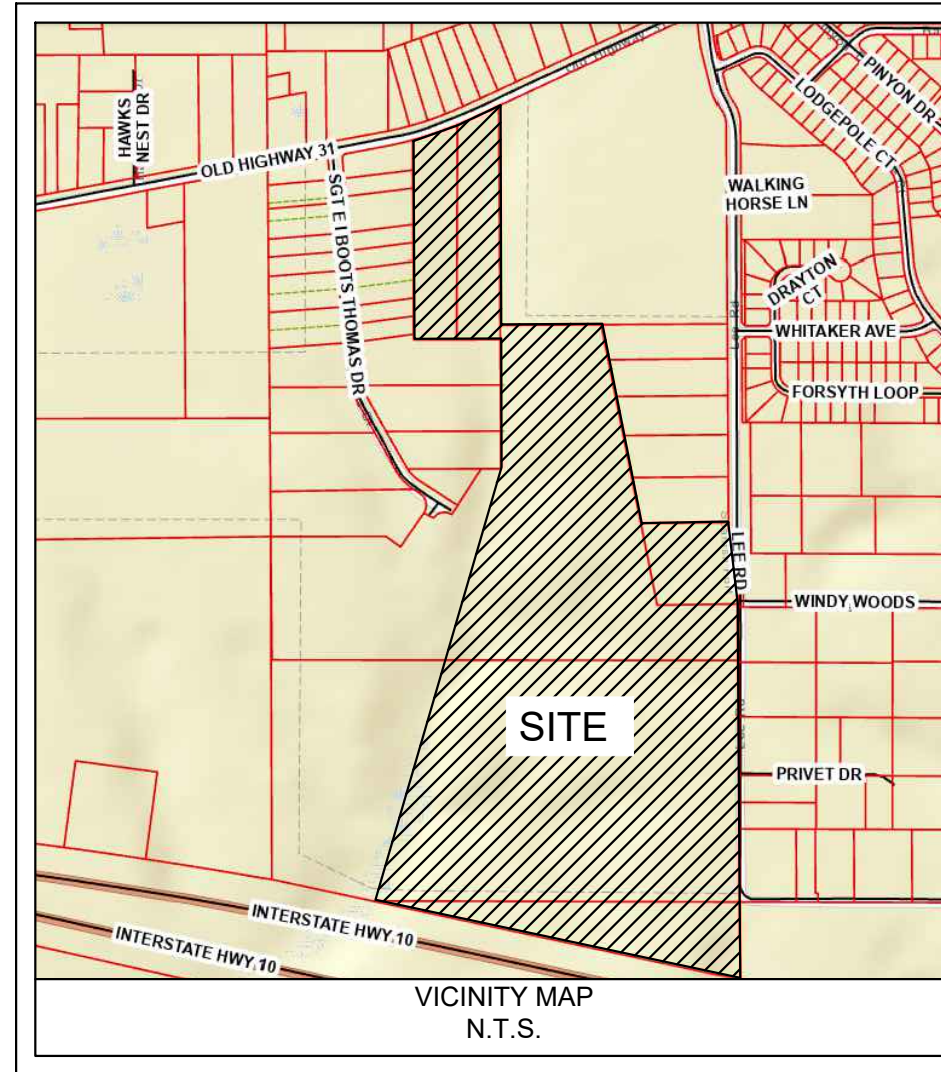 HAWKS
NEST DR
OLD HIGHWAY 31
SGT E I BOOTS THOMAS DR
PINYON DR
LODGEPOLE CT
WALKING
HORSE LN
DRAYTON
CT
WHITAKER AVE
FORSYTH LOOP
Lee Rd
LEE RD
WINDY WOODS
SITE
PRIVET DR
INTERSTATE HWY 10
INTERSTATE HWY 10
VICINITY MAP
N.T.S.